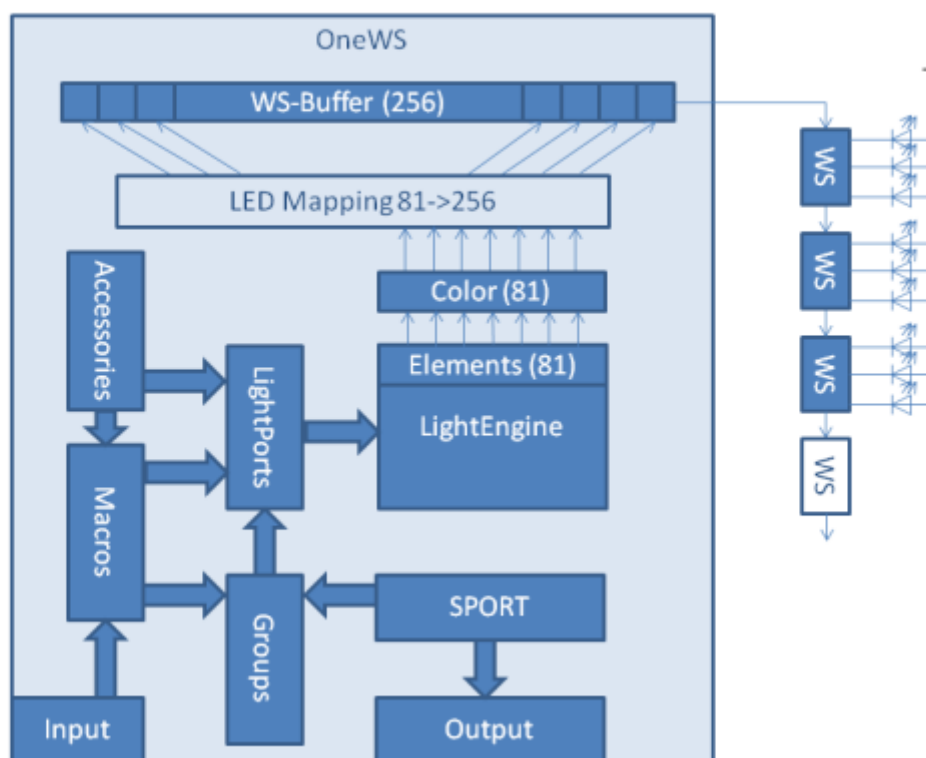 OneWS
WS-Buffer (256)
LED Mapping 81->256
Accessories
Color (81)
LightPorts
Elements (81)
LightEngine
Macros
Groups
SPORT
Input
Output
WS
WS
WS
WS